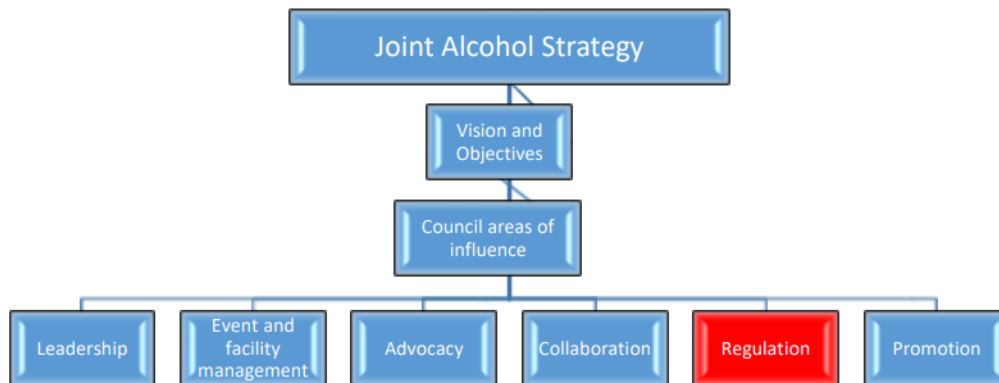 Joint Alcohol Strategy
Vision and
Objectives
Council areas of
influence
Leadership
Event and
facility
management
Advocacy
Collaboration
Regulation
Promotion